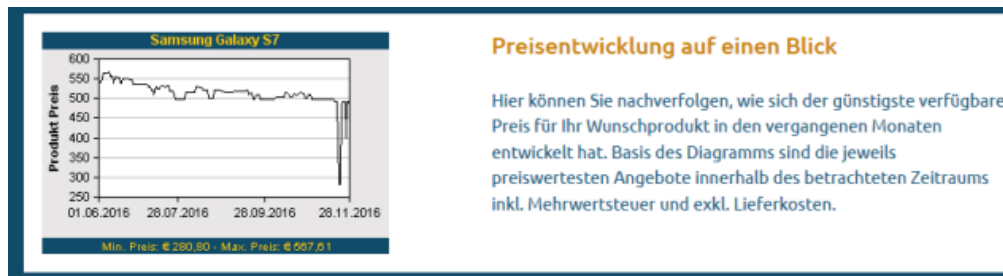 Samsung Galaxy S7
600
550
500
450
400
350
300
250
Produkt Preis
01.06.2016 28.07.2016 28.09.2016 28.11.2016
Min. Preis: € 280,80 - Max. Preis: € 567,61
Preisentwicklung auf einen Blick
Hier können Sie nachverfolgen, wie sich der günstigste verfügbare
Preis für Ihr Wunschprodukt in den vergangenen Monaten
entwickelt hat. Basis des Diagramms sind die jeweils
preiswertesten Angebote innerhalb des betrachteten Zeitraums
inkl. Mehrwertsteuer und exkl. Lieferkosten.